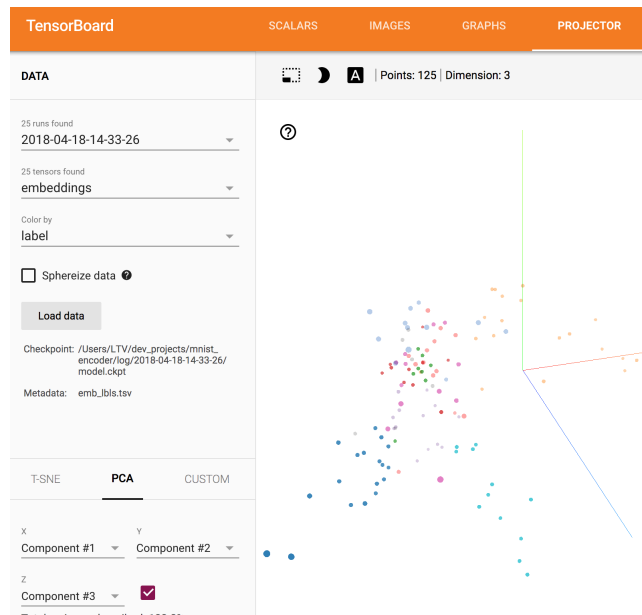 TensorBoard
SCALARS IMAGES GRAPHS PROJECTOR
DATA
A | Points: 125 | Dimension: 3
25 runs found
2018-04-18-14-33-26
25 tensors found
embeddings
Color by
label
Sphereize data ?
Load data
Checkpoint: /Users/LTV/dev_projects/mnist_
encoder/log/2018-04-18-14-33-26/
model.ckpt
Metadata: emb_lbls.tsv
?
T-SNE PCA CUSTOM
X Y
Component #1 Component #2
Z
Component #3